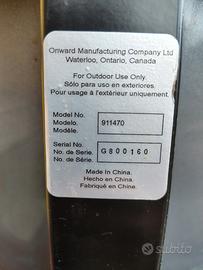 Onward Manufacturing Company Ltd
Waterloo, Ontario, Canada
For Outdoor Use Only.
Sólo para uso en exteriores.
Pour usage à l'extérieur uniquement.
Model No.
Modelo. 911470
Modèle.
Serial No.
No. de Serie. G800160
No. de Série.
Made In China.
Hecho en China.
Fabriqué en Chine.
subito